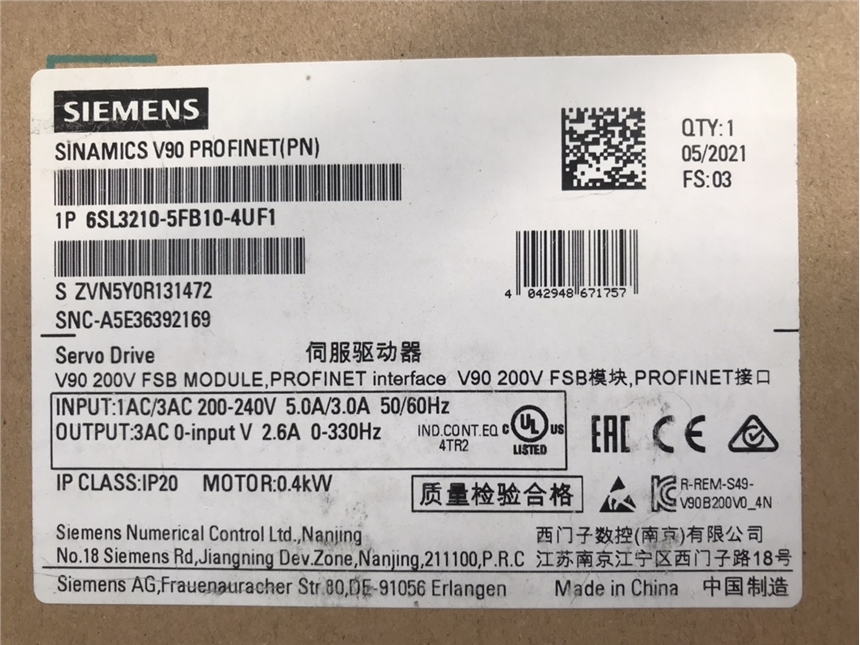 SIEMENS
SINAMICS V90 PROFINET(PN)
1P 6SL3210-5FB10-4UF1
S ZVN5Y0R131472
SNC-A5E36392169
QTY:1
05/2021
FS:03
4 042948 671757
Servo Drive 伺服驱动器
V90 200V FSB MODULE,PROFINET interface V90 200V FSB模块,PROFINET接口
INPUT:1AC/3AC 200-240V 5.0A/3.0A 50/60Hz
OUTPUT:3AC 0-input V 2.6A 0-330Hz
IND.CONT.EQ
4TR2
C UL US
LISTED
EAC CE
IP CLASS:IP20 MOTOR:0.4kW
质量检验合格
R-REM-S49-
V90B200V0_4N
Siemens Numerical Control Ltd.,Nanjing 西门子数控(南京)有限公司
No.18 Siemens Rd,Jiangning Dev.Zone,Nanjing,211100,P.R.C 江苏南京江宁区西门子路18号
Siemens AG,Frauenauracher Str.80,DE-91056 Erlangen Made in China 中国制造